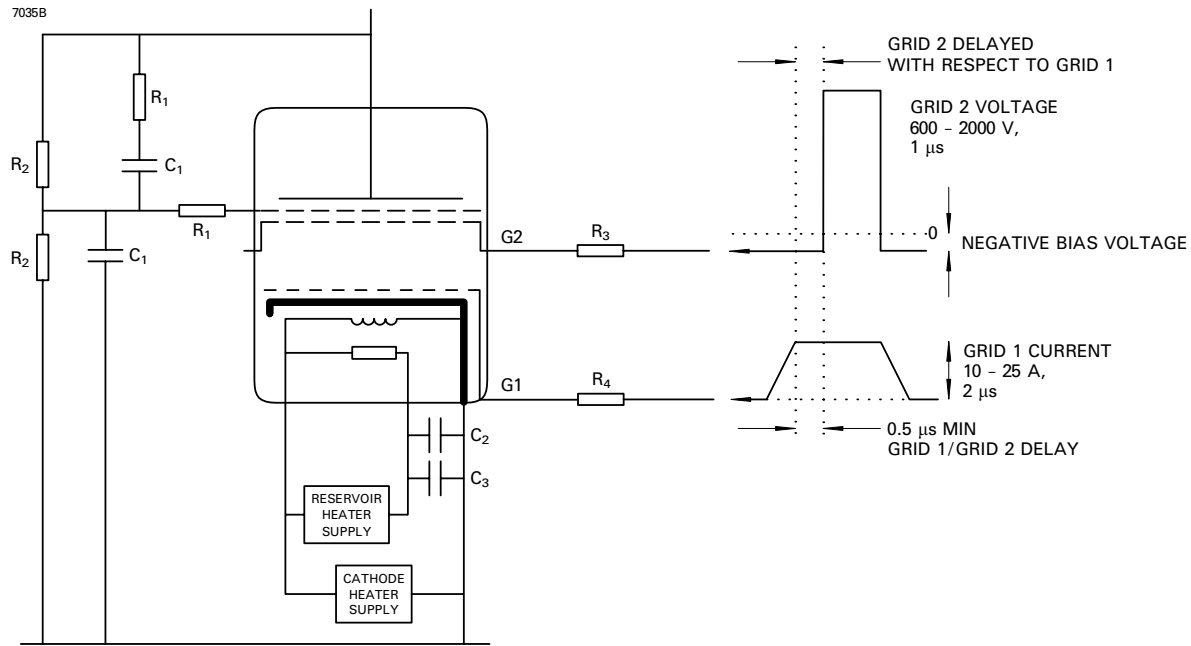 7035B
GRID 2 DELAYED
WITH RESPECT TO GRID 1
R₁
GRID 2 VOLTAGE
600 – 2000 V,
1 µs
R₂
C₁
R₁
R₂
C₁
G2
R₃
0
NEGATIVE BIAS VOLTAGE
G1
R₄
GRID 1 CURRENT
10 – 25 A,
2 µs
0.5 µs MIN
GRID 1/GRID 2 DELAY
C₂
C₃
RESERVOIR
HEATER
SUPPLY
CATHODE
HEATER
SUPPLY